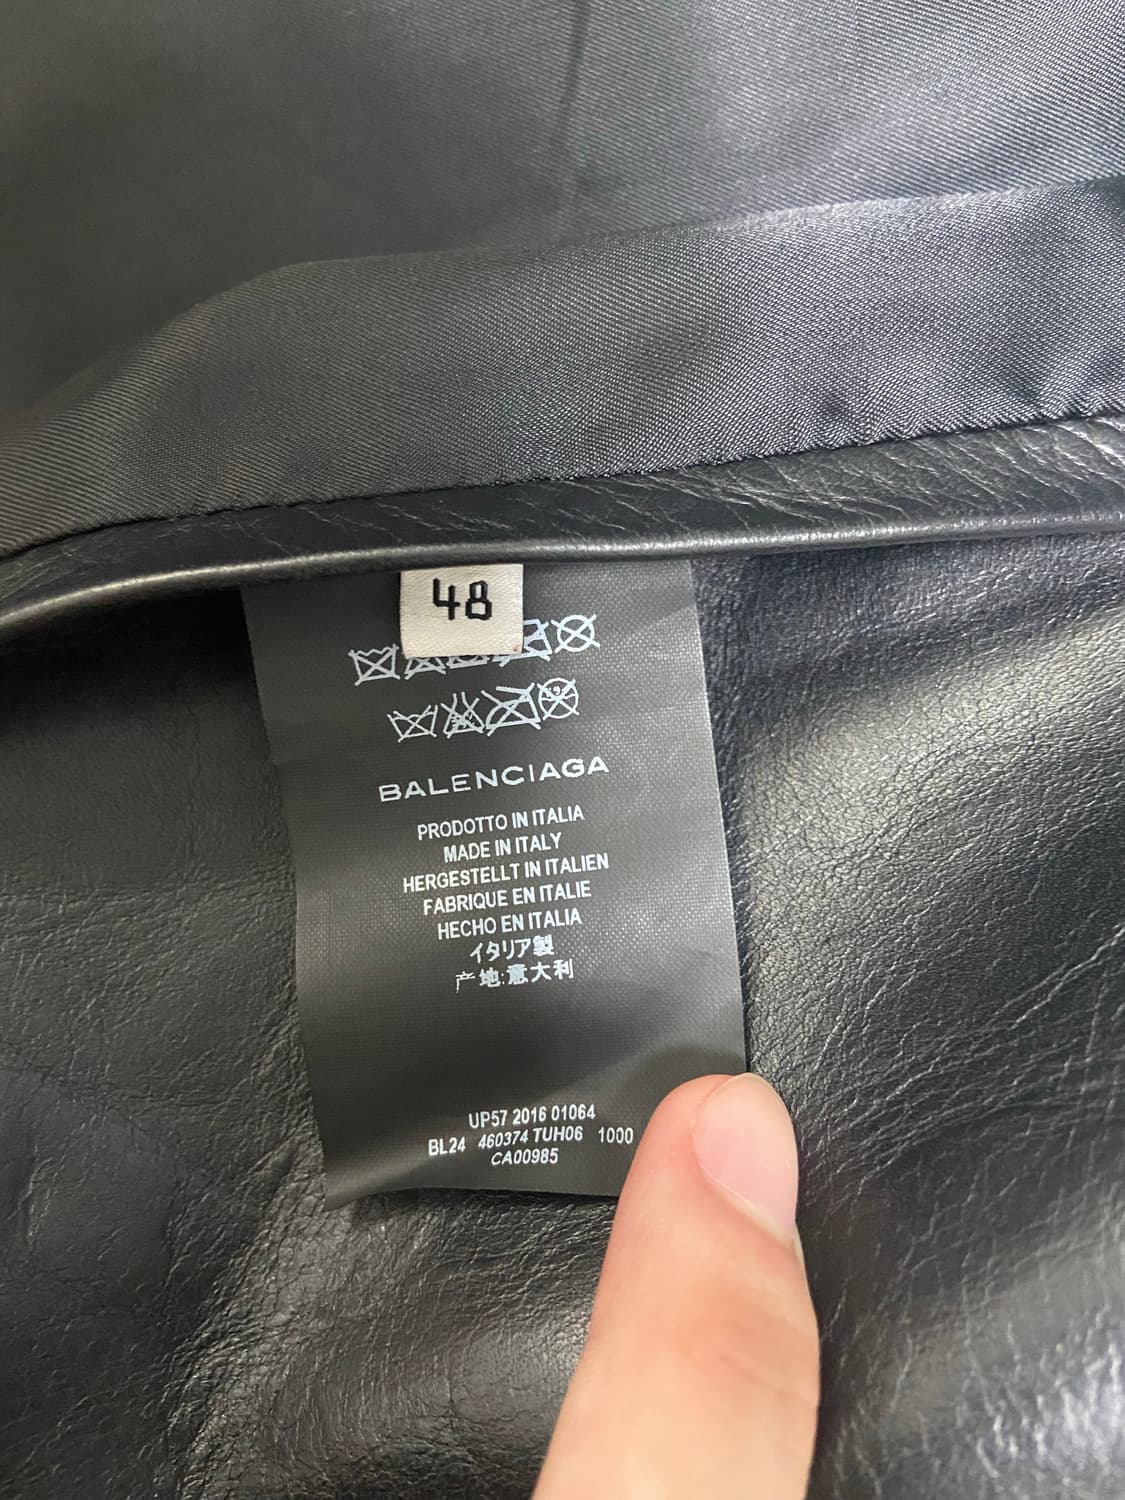 48
BALENCIAGA
PRODOTTO IN ITALIA
MADE IN ITALY
HERGESTELLT IN ITALIEN
FABRIQUE EN ITALIE
HECHO EN ITALIA
イタリア製
产地:意大利
UP57 2016 01064
BL24 460374 TUH06 1000
CA00985